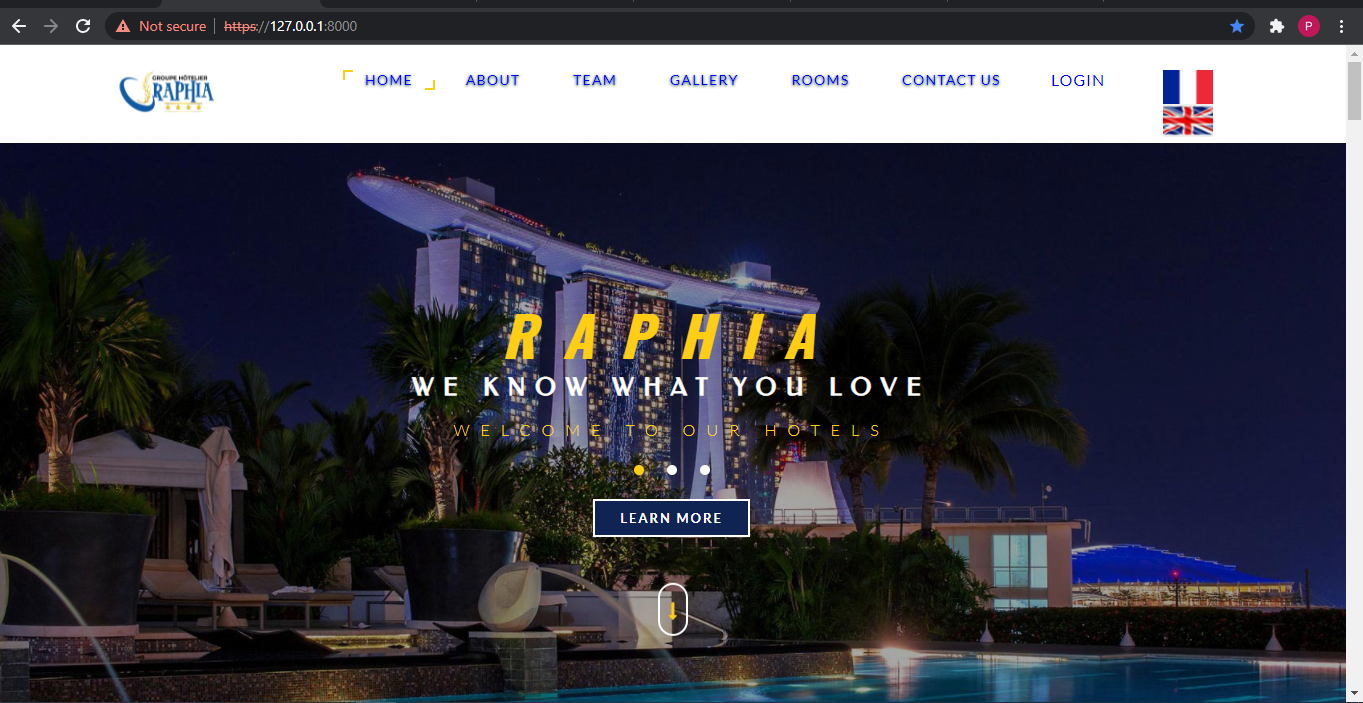 Not secure | https://127.0.0.1:8000
P
GROUPE HÔTELIER
RAPHIA
HOME ABOUT TEAM GALLERY ROOMS CONTACT US LOGIN
RAPHIA
WE KNOW WHAT YOU LOVE
WELCOME TO OUR HOTELS
LEARN MORE